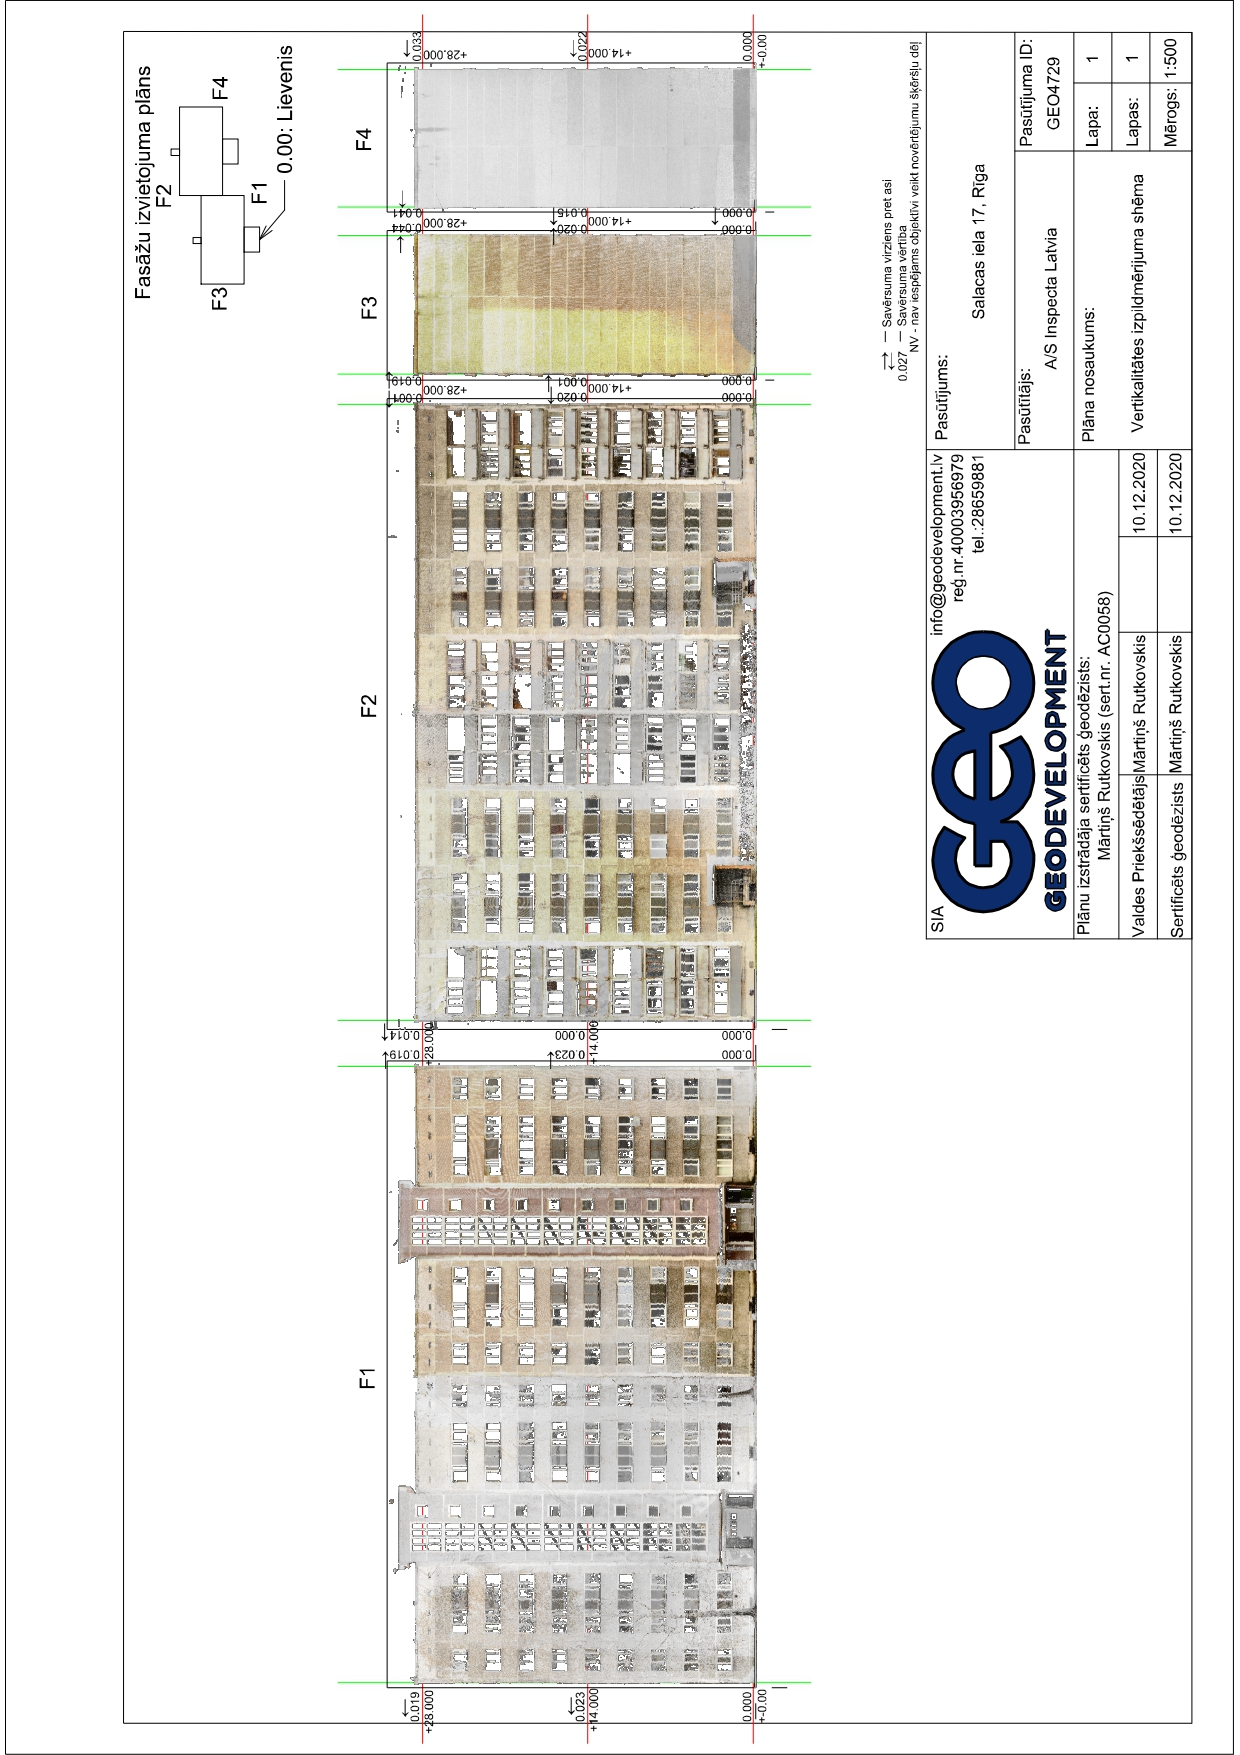 Fasāžu izvietojuma plāns
F2
F4
F3
F1
0.00: Lievenis
F1
F2
F3
F4
0.019
+28.000
0.023
+14.000
0.000
+-0.00
0.019
0.014
+28.000
0.023
0.000
+14.000
0.000
0.000
0.001
0.019
+28.000
0.020
0.001
+14.000
0.000
0.000
0.044
0.041
+28.000
0.020
0.015
+14.000
0.000
0.000
0.033
+28.000
0.022
+14.000
0.000
+-0.00
— Savērsuma virziens pret asi
0.027 — Savērsuma vērtība
NV - nav iespējams objektīvi veikt novērtējumu šķēršļu dēļ
SIA
info@geodevelopment.lv
reģ.nr.40003956979
tel.:28659881
GEO
GEODEVELOPMENT
Plānu izstrādāja sertificēts ģeodēzists:
Mārtiņš Rutkovskis (sert.nr. AC0058)
Valdes Priekšsēdētājs Mārtiņš Rutkovskis 10.12.2020
Sertificēts ģeodēzists Mārtiņš Rutkovskis 10.12.2020
Pasūtījums:
Salacas iela 17, Rīga
Pasūtītājs:
A/S Inspecta Latvia
Pasūtījuma ID:
GEO4729
Plāna nosaukums:
Vertikalitātes izpildmērījuma shēma
Lapa: 1
Lapas: 1
Mērogs: 1:500